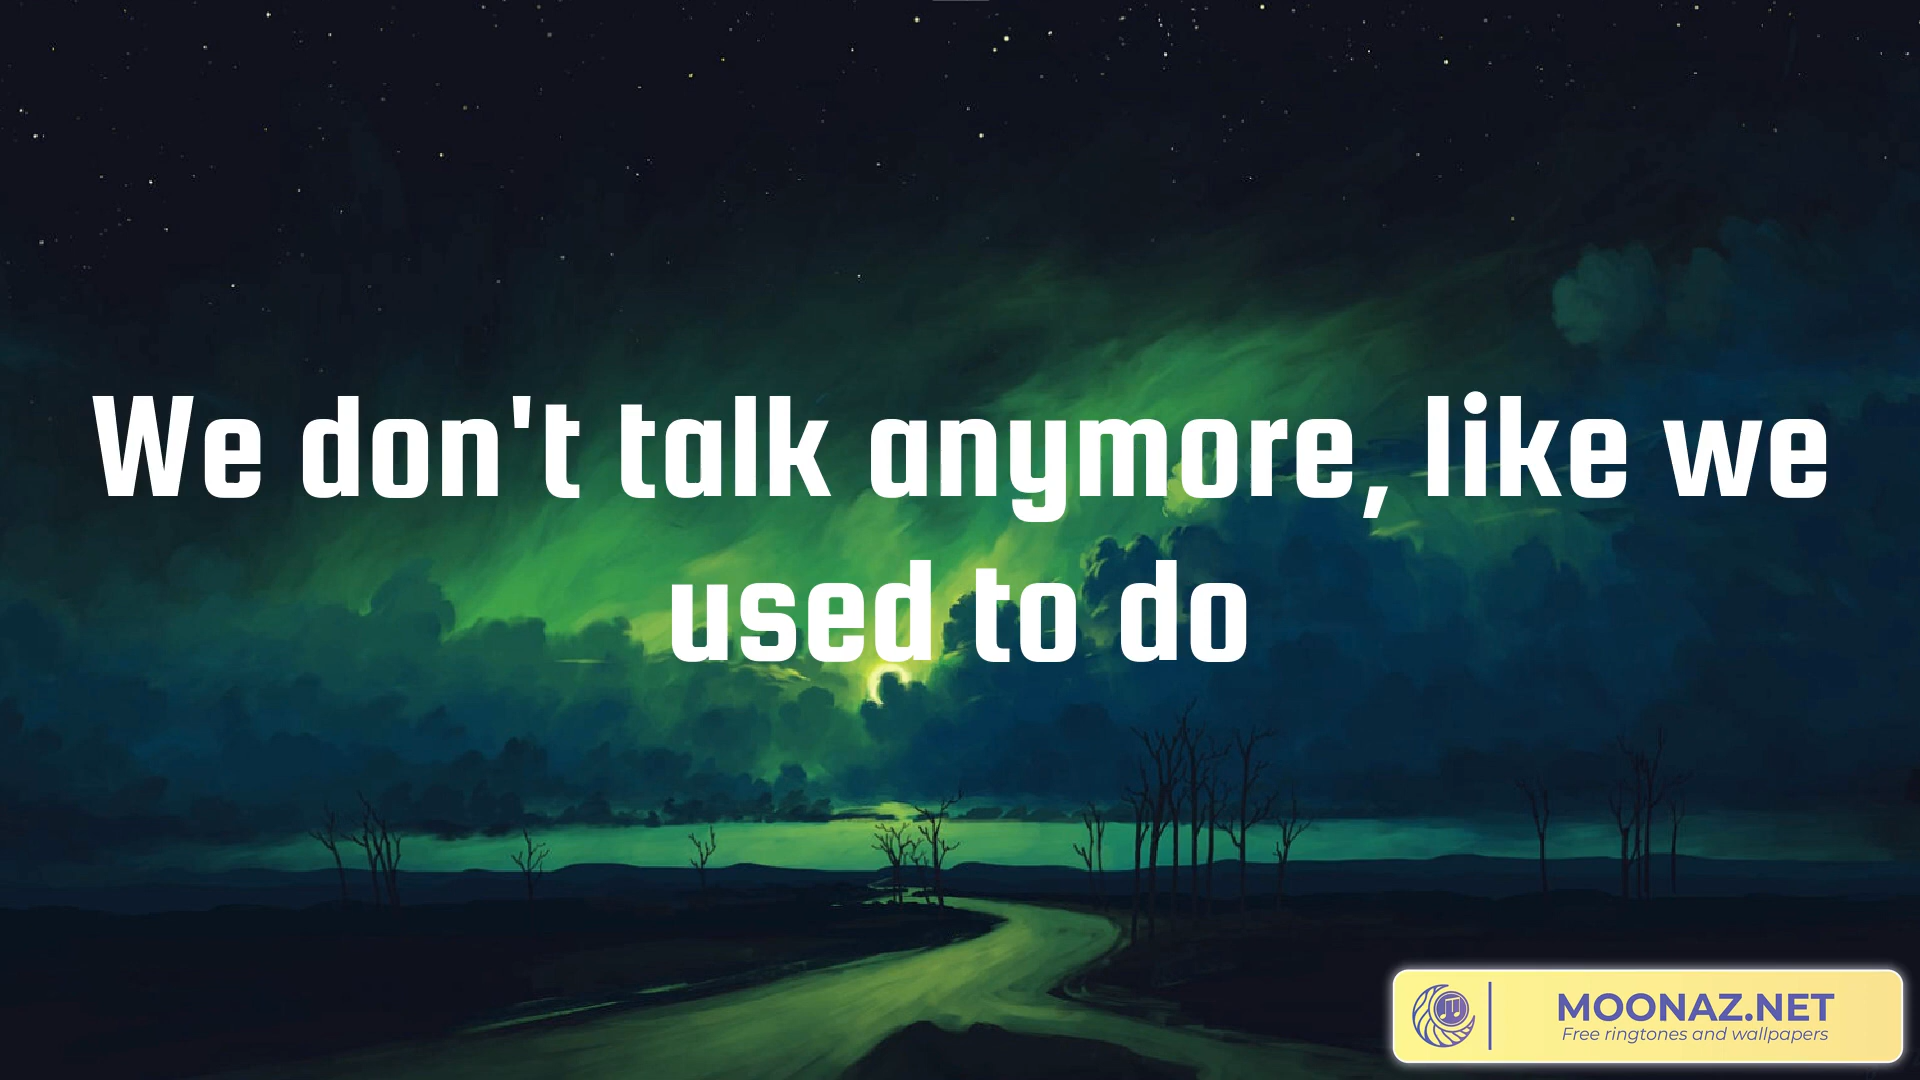 We don't talk anymore, like we
used to do
MOONAZ.NET
Free ringtones and wallpapers